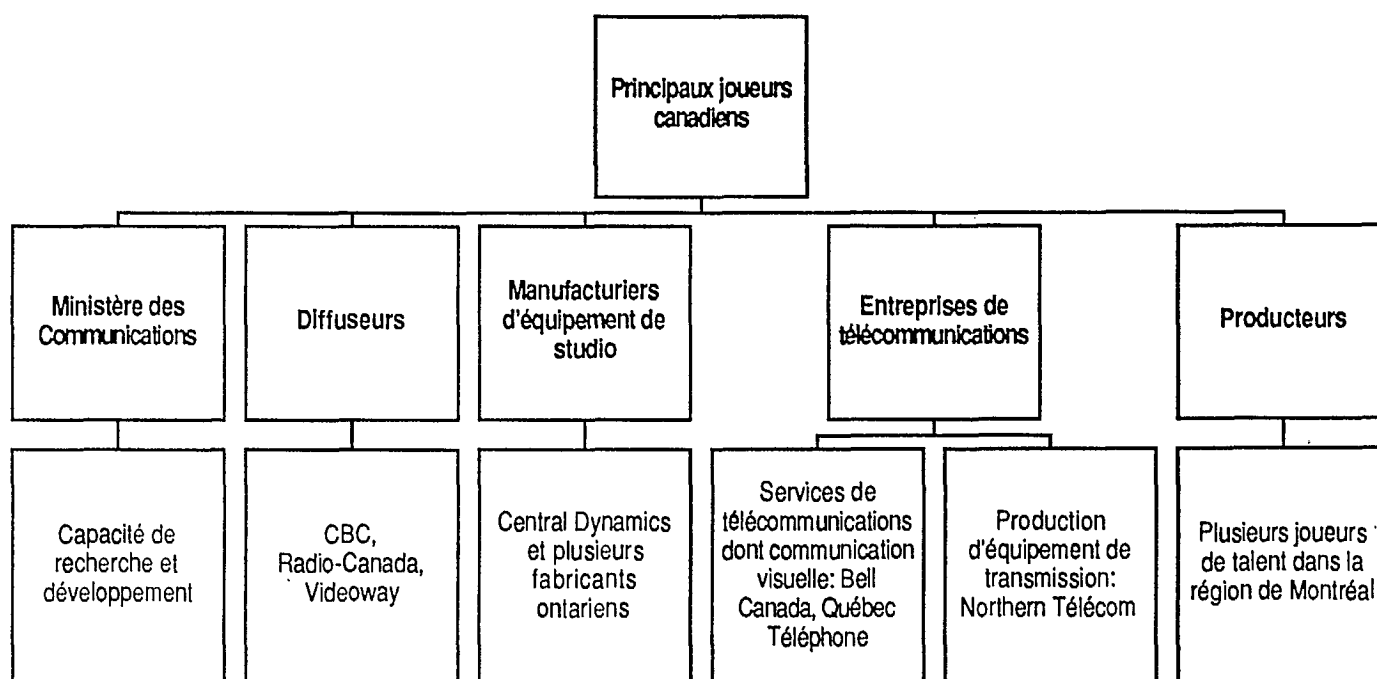 Principaux joueurs
canadiens
Ministère des
Communications
Diffuseurs
Manufacturiers
d'équipement de
studio
Entreprises de
télécommunications
Producteurs
Capacité de
recherche et
développement
CBC,
Radio-Canada,
Videoway
Central Dynamics
et plusieurs
fabricants
ontariens
Services de
télécommunications
dont communication
visuelle: Bell
Canada, Québec
Téléphone
Production
d'équipement de
transmission:
Northern Télécom
Plusieurs joueurs
de talent dans la
région de Montréal